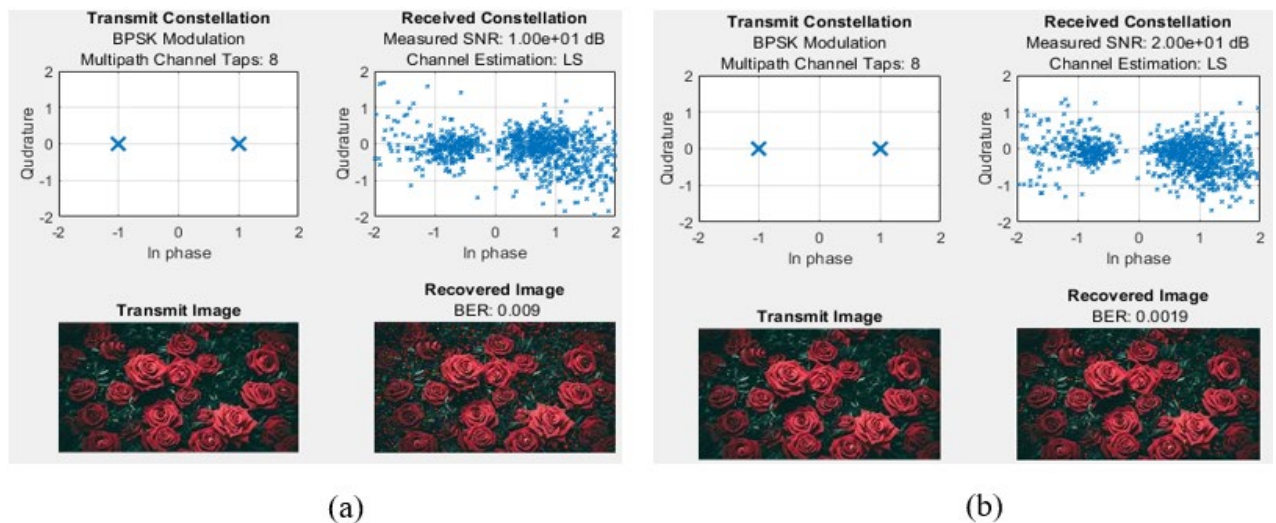 Transmit Constellation
BPSK Modulation
Multipath Channel Taps: 8
2
1
0
-1
-2
Qudrature
-2
-1
0
1
2
In phase
Received Constellation
Measured SNR: 1.00e+01 dB
Channel Estimation: LS
2
1
0
-1
-2
Qudrature
-2
-1
0
1
2
In phase
Transmit Image
Recovered Image
BER: 0.009
(a)
Transmit Constellation
BPSK Modulation
Multipath Channel Taps: 8
2
1
0
-1
-2
Qudrature
-2
-1
0
1
2
In phase
Received Constellation
Measured SNR: 2.00e+01 dB
Channel Estimation: LS
2
1
0
-1
-2
Qudrature
-2
-1
0
1
2
In phase
Transmit Image
Recovered Image
BER: 0.0019
(b)